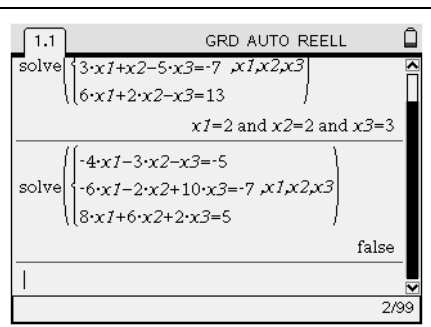 1.1 GRD AUTO REELL
solve({3·x1+x2−5·x3=-7 ,x1,x2,x3
6·x1+2·x2−x3=13
x1=2 and x2=2 and x3=3
-4·x1−3·x2−x3=-5
solve({-6·x1−2·x2+10·x3=-7 ,x1,x2,x3)
8·x1+6·x2+2·x3=5
false
2/99